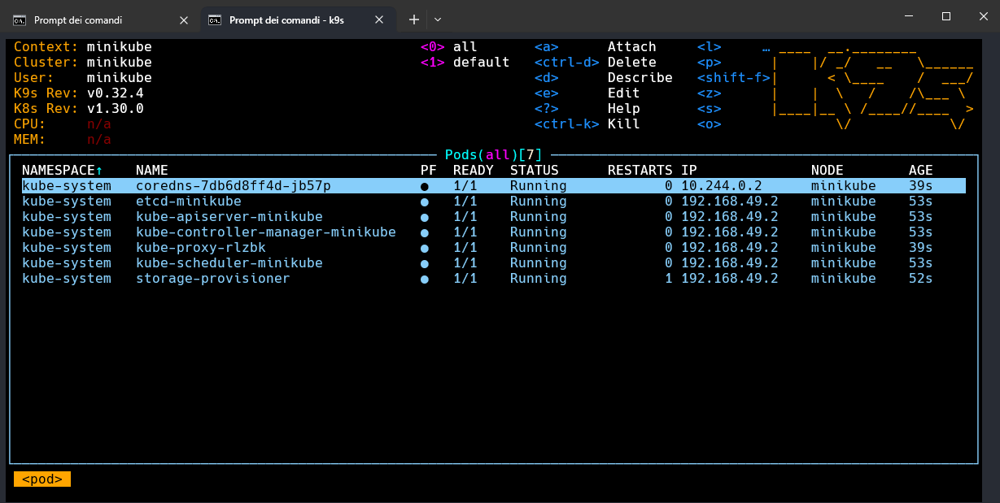 Prompt dei comandi
Prompt dei comandi - k9s
Context: minikube <0> all <a> Attach <l> …
Cluster: minikube <1> default <ctrl-d> Delete <p>
User: minikube <d> Describe <shift-f>
K9s Rev: v0.32.4 <e> Edit <z>
K8s Rev: v1.30.0 <?> Help <s>
CPU: n/a <ctrl-k> Kill <o>
MEM: n/a
Pods(all)[7]
NAMESPACE↑ NAME PF READY STATUS RESTARTS IP NODE AGE
kube-system coredns-7db6d8ff4d-jb57p ● 1/1 Running 0 10.244.0.2 minikube 39s
kube-system etcd-minikube ● 1/1 Running 0 192.168.49.2 minikube 53s
kube-system kube-apiserver-minikube ● 1/1 Running 0 192.168.49.2 minikube 53s
kube-system kube-controller-manager-minikube ● 1/1 Running 0 192.168.49.2 minikube 53s
kube-system kube-proxy-rlzbk ● 1/1 Running 0 192.168.49.2 minikube 39s
kube-system kube-scheduler-minikube ● 1/1 Running 0 192.168.49.2 minikube 53s
kube-system storage-provisioner ● 1/1 Running 1 192.168.49.2 minikube 52s
<pod>